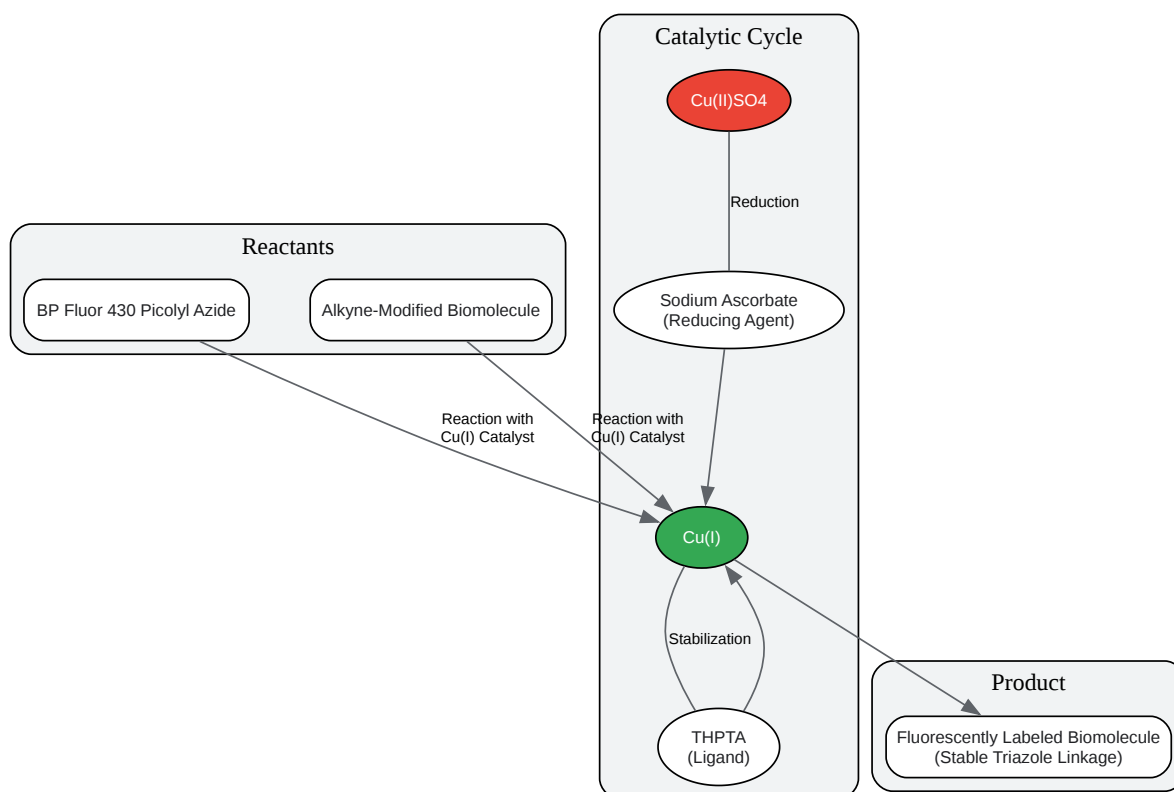 Catalytic Cycle
Cu(II)SO4
Reduction
Reactants
BP Fluor 430 Picolyl Azide
Alkyne-Modified Biomolecule
Sodium Ascorbate
(Reducing Agent)
Reaction with
Cu(I) Catalyst
Reaction with
Cu(I) Catalyst
Cu(I)
Stabilization
THPTA
(Ligand)
Product
Fluorescently Labeled Biomolecule
(Stable Triazole Linkage)